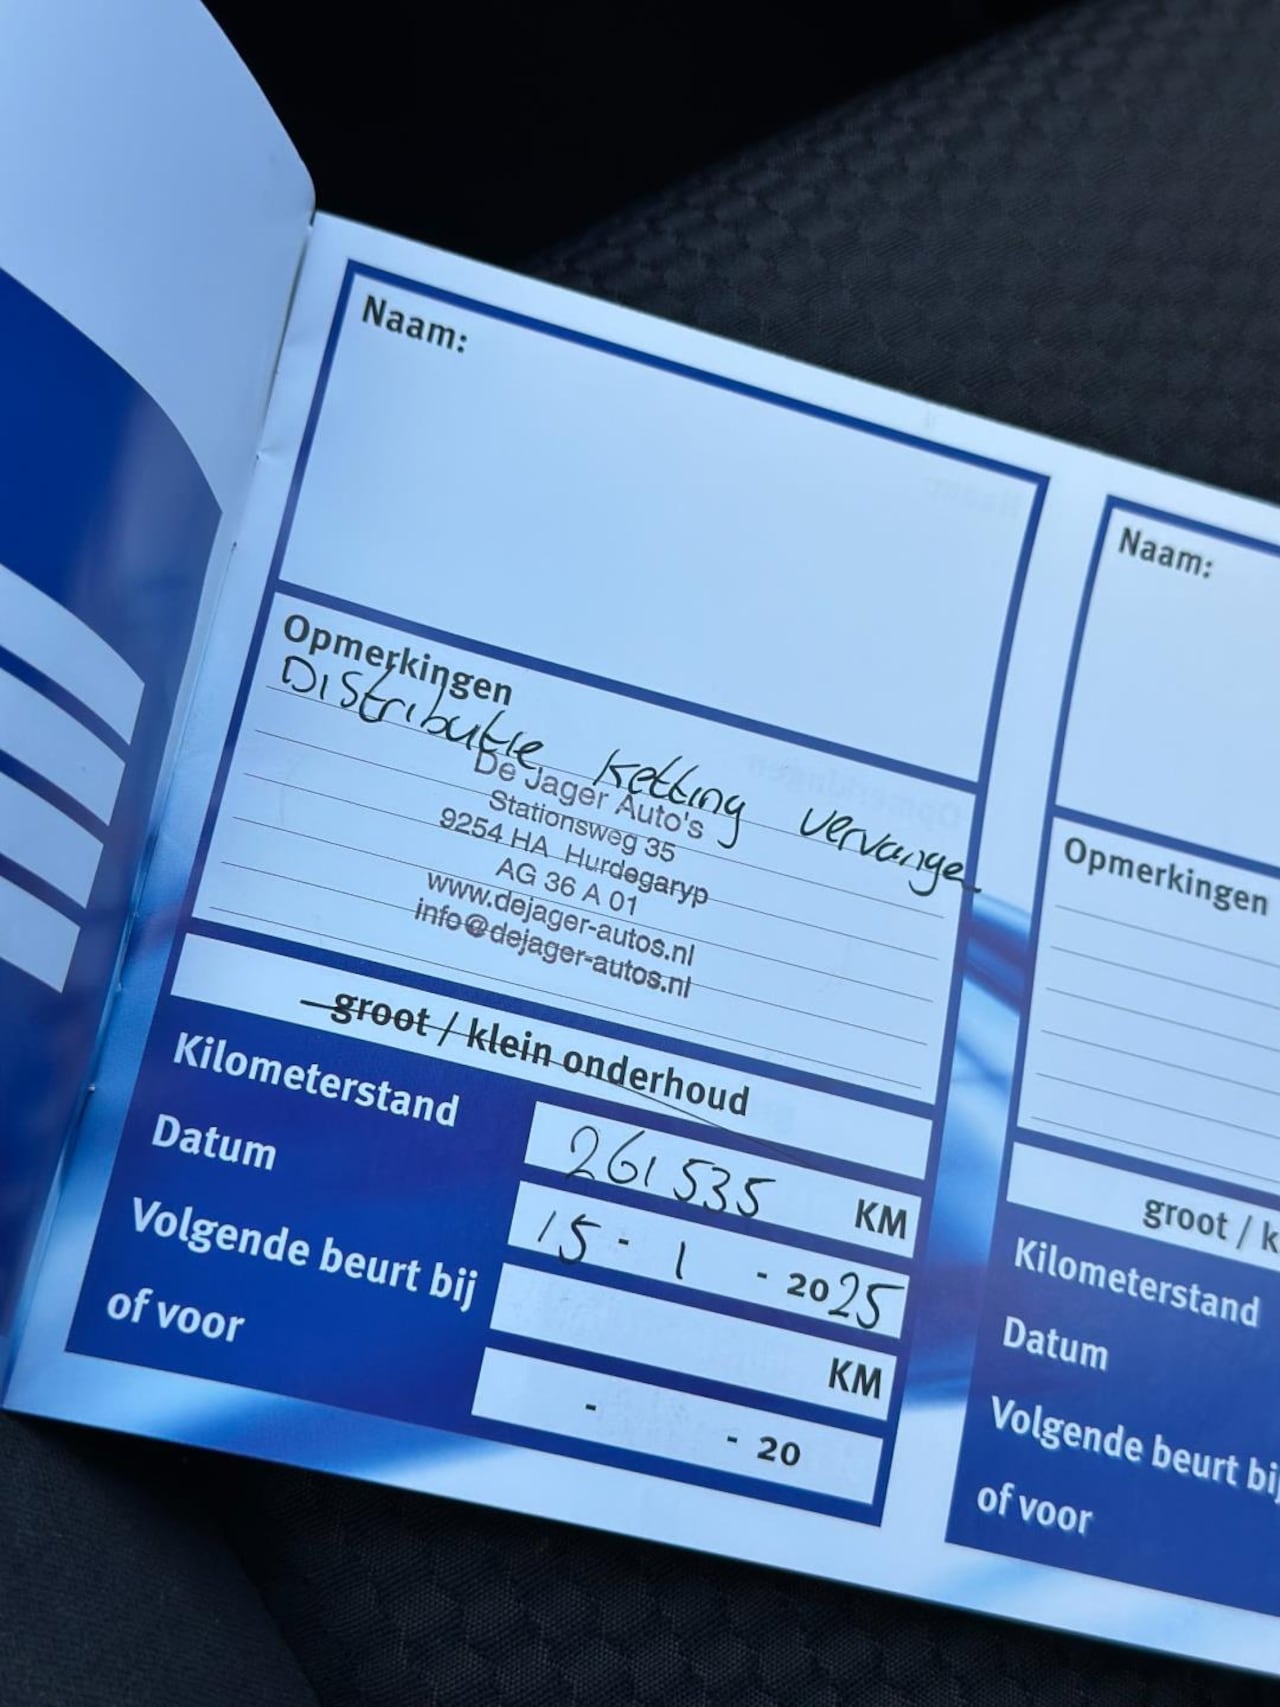 Naam:
Opmerkingen
Distributie ketting vervange
De Jager Auto's
Stationsweg 35
9254 HA Hurdegaryp
AG 36 A 01
www.dejager-autos.nl
info@dejager-autos.nl
groot / klein onderhoud
Kilometerstand 261535 KM
Datum 15 - 1 - 2025
Volgende beurt bij KM
of voor - - 20
Naam:
Opmerkingen
groot / k
Kilometerstand
Datum
Volgende beurt bij
of voor